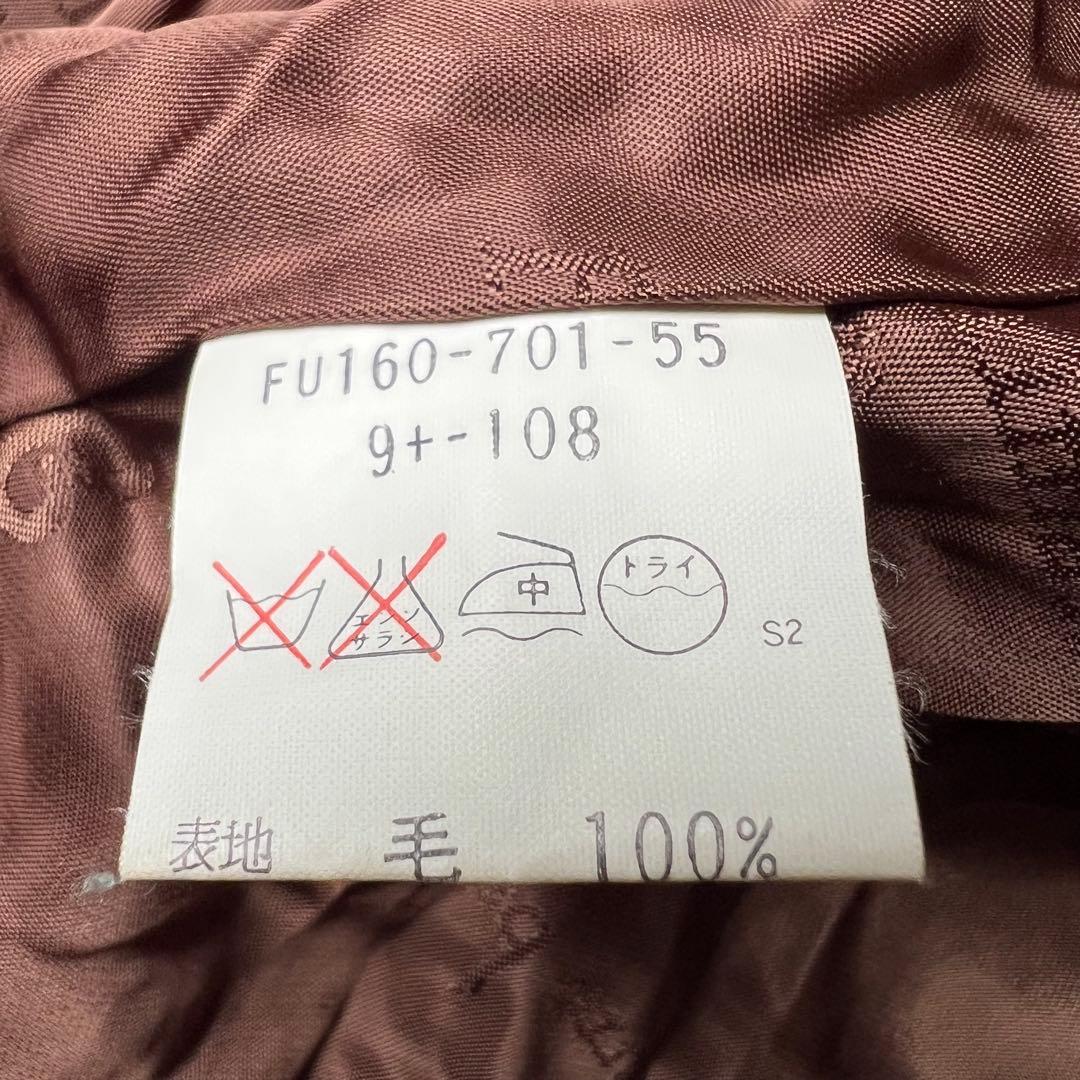 FU160-701-55
9+-108
エンソ
サラシ
中
ドライ
S2
表地 毛 100%